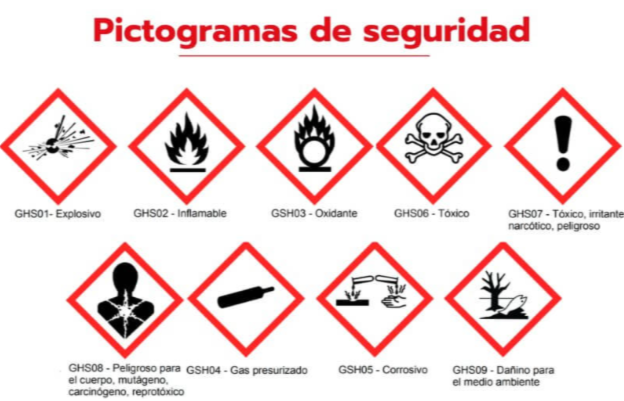 Pictogramas de seguridad
GHS01- Explosivo
GHS02 - Inflamable
GSH03 - Oxidante
GHS06 - Tóxico
GHS07 - Tóxico, irritante
narcótico, peligroso
GHS08 - Peligroso para
el cuerpo, mutágeno,
carcinógeno, reprotóxico
GSH04 - Gas presurizado
GSH05 - Corrosivo
GHS09 - Dañino para
el medio ambiente